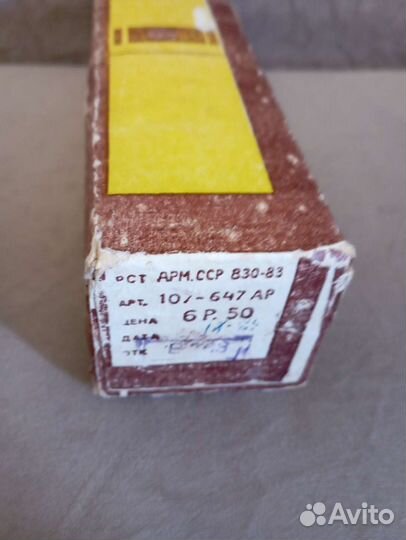 РСТ АРМ.ССР 830-83
АРТ. 107-647 АР
ЦЕНА 6 Р. 50
ДАТА
ОТК
Avito